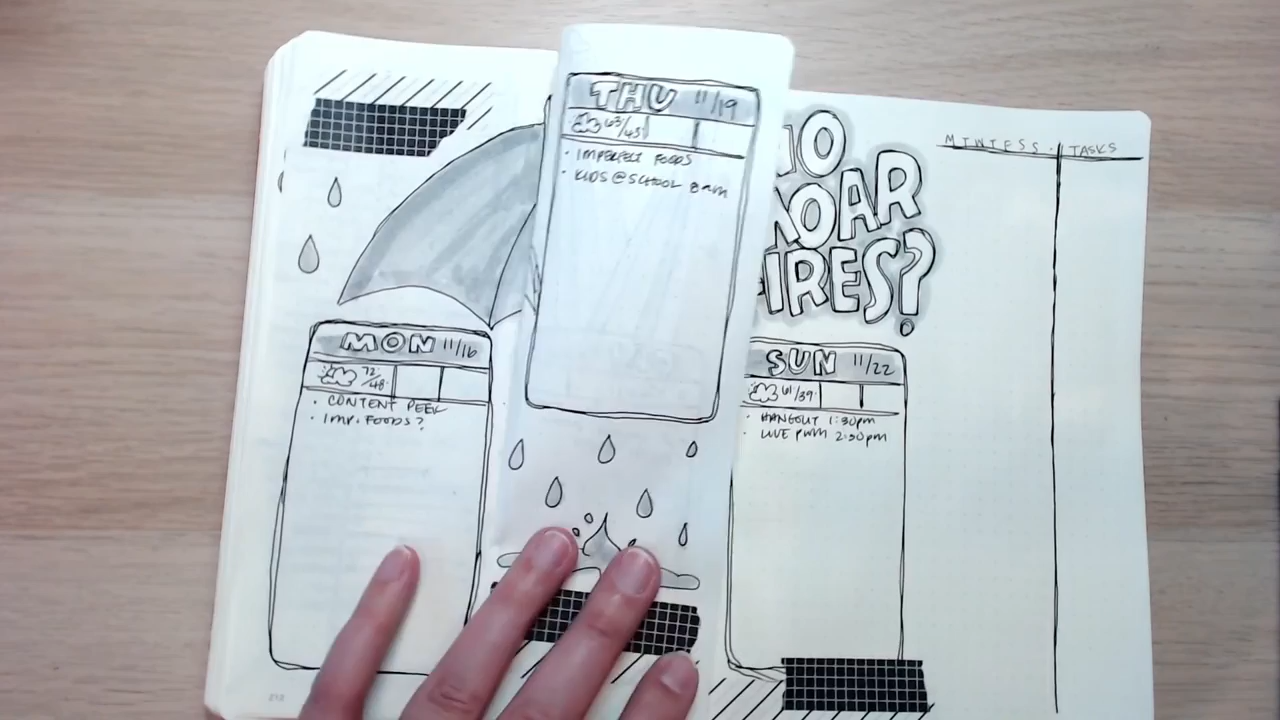 THU 11/19
63/45
· IMPERFECT FOODS
· KIDS @ SCHOOL 8am
MON 11/16
72/48
· CONTENT PEEK
· IMP. FOODS?
IRES?
SUN 11/22
61/39
· HANGOUT 1:30pm
· LIVE PWM 2:30pm
M T W T F S S · TASKS